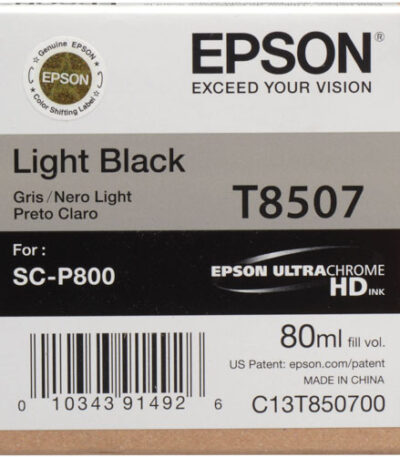 Genuine Epson
EPSON
Color Shifting Label
EPSON®
EXCEED YOUR VISION
Light Black
Gris / Nero Light
Preto Claro
T8507
For :
SC-P800
EPSON ULTRACHROME
HD INK
80ml fill vol.
US Patent: epson.com/patent
MADE IN CHINA
0 10343 91492 6
C13T850700